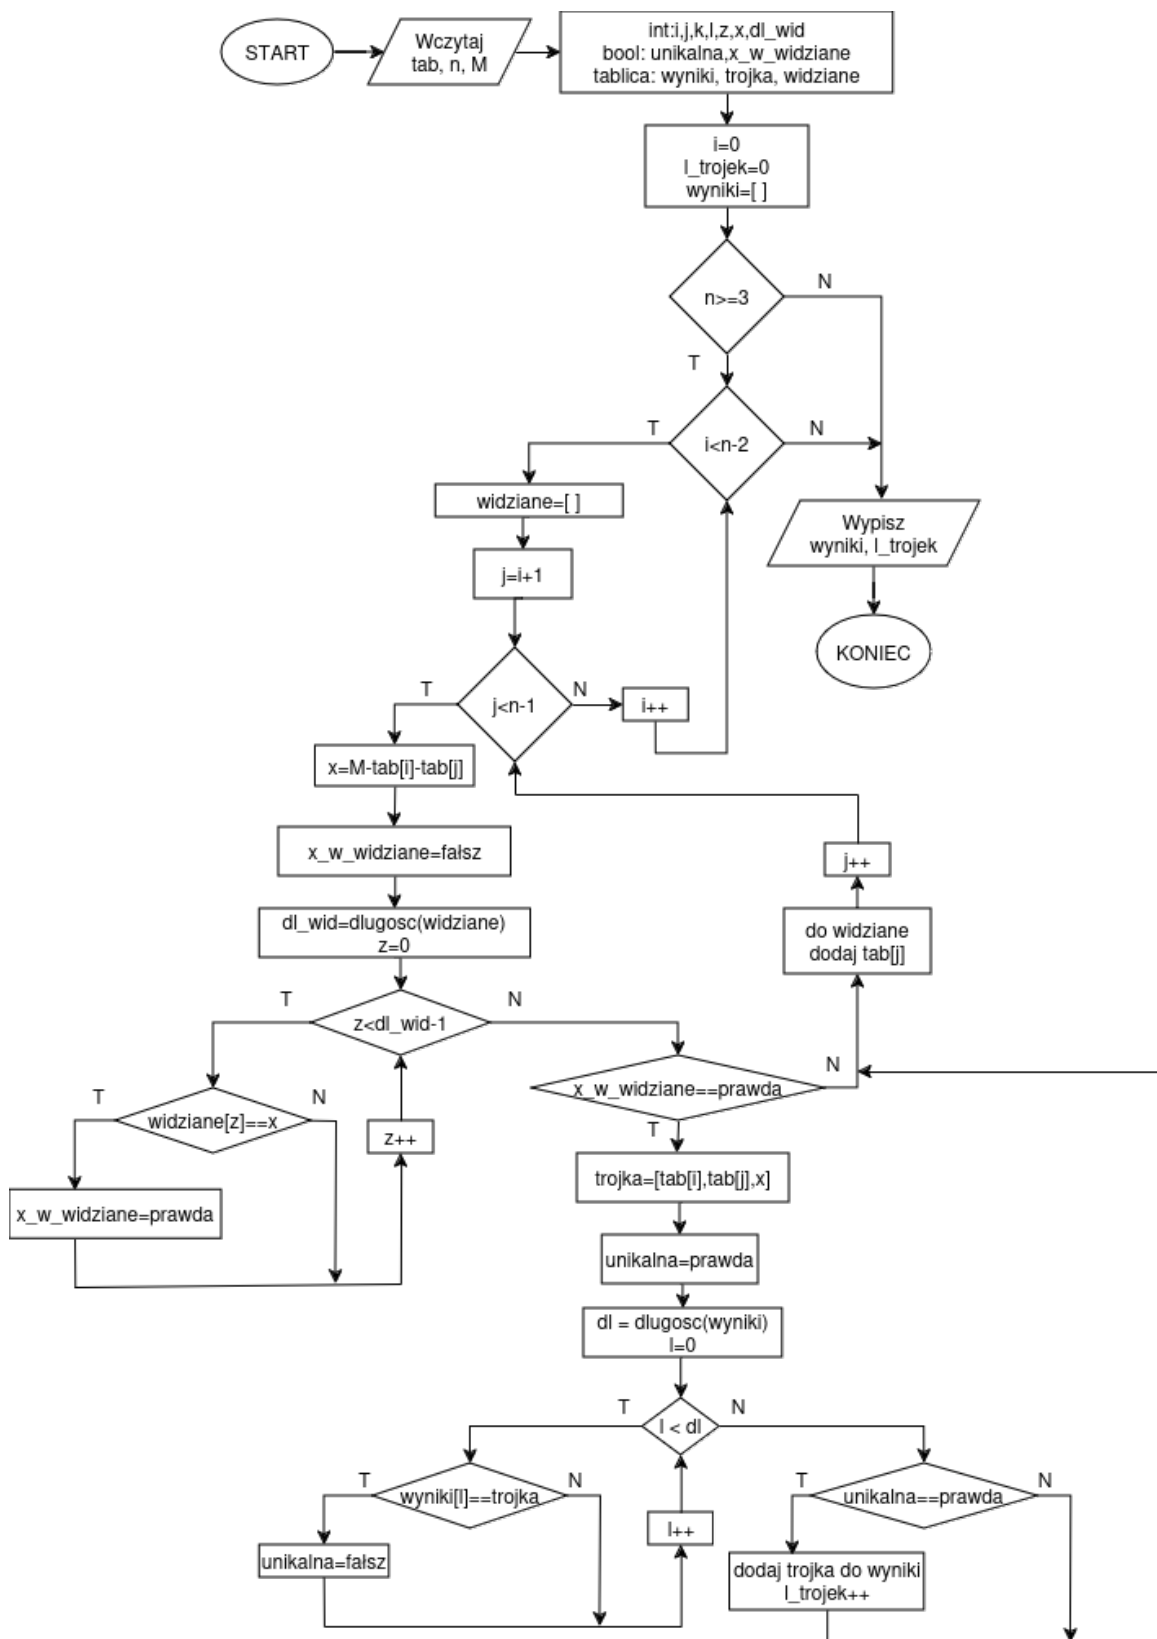 START
Wczytaj
tab, n, M
int:i,j,k,l,z,x,dl_wid
bool: unikalna,x_w_widziane
tablica: wyniki, trojka, widziane
i=0
l_trojek=0
wyniki=[ ]
n>=3
N
T
i<n-2
T
N
widziane=[ ]
Wypisz
wyniki, l_trojek
j=i+1
KONIEC
j<n-1
T
N
i++
x=M-tab[i]-tab[j]
x_w_widziane=fałsz
j++
dl_wid=dlugosc(widziane)
z=0
do widziane
dodaj tab[j]
T
N
z<dl_wid-1
x_w_widziane==prawda
N
T
T
N
widziane[z]==x
z++
x_w_widziane=prawda
trojka=[tab[i],tab[j],x]
unikalna=prawda
dl = dlugosc(wyniki)
l=0
T
N
l < dl
T
N
wyniki[l]==trojka
T
N
unikalna==prawda
l++
unikalna=fałsz
dodaj trojka do wyniki
l_trojek++